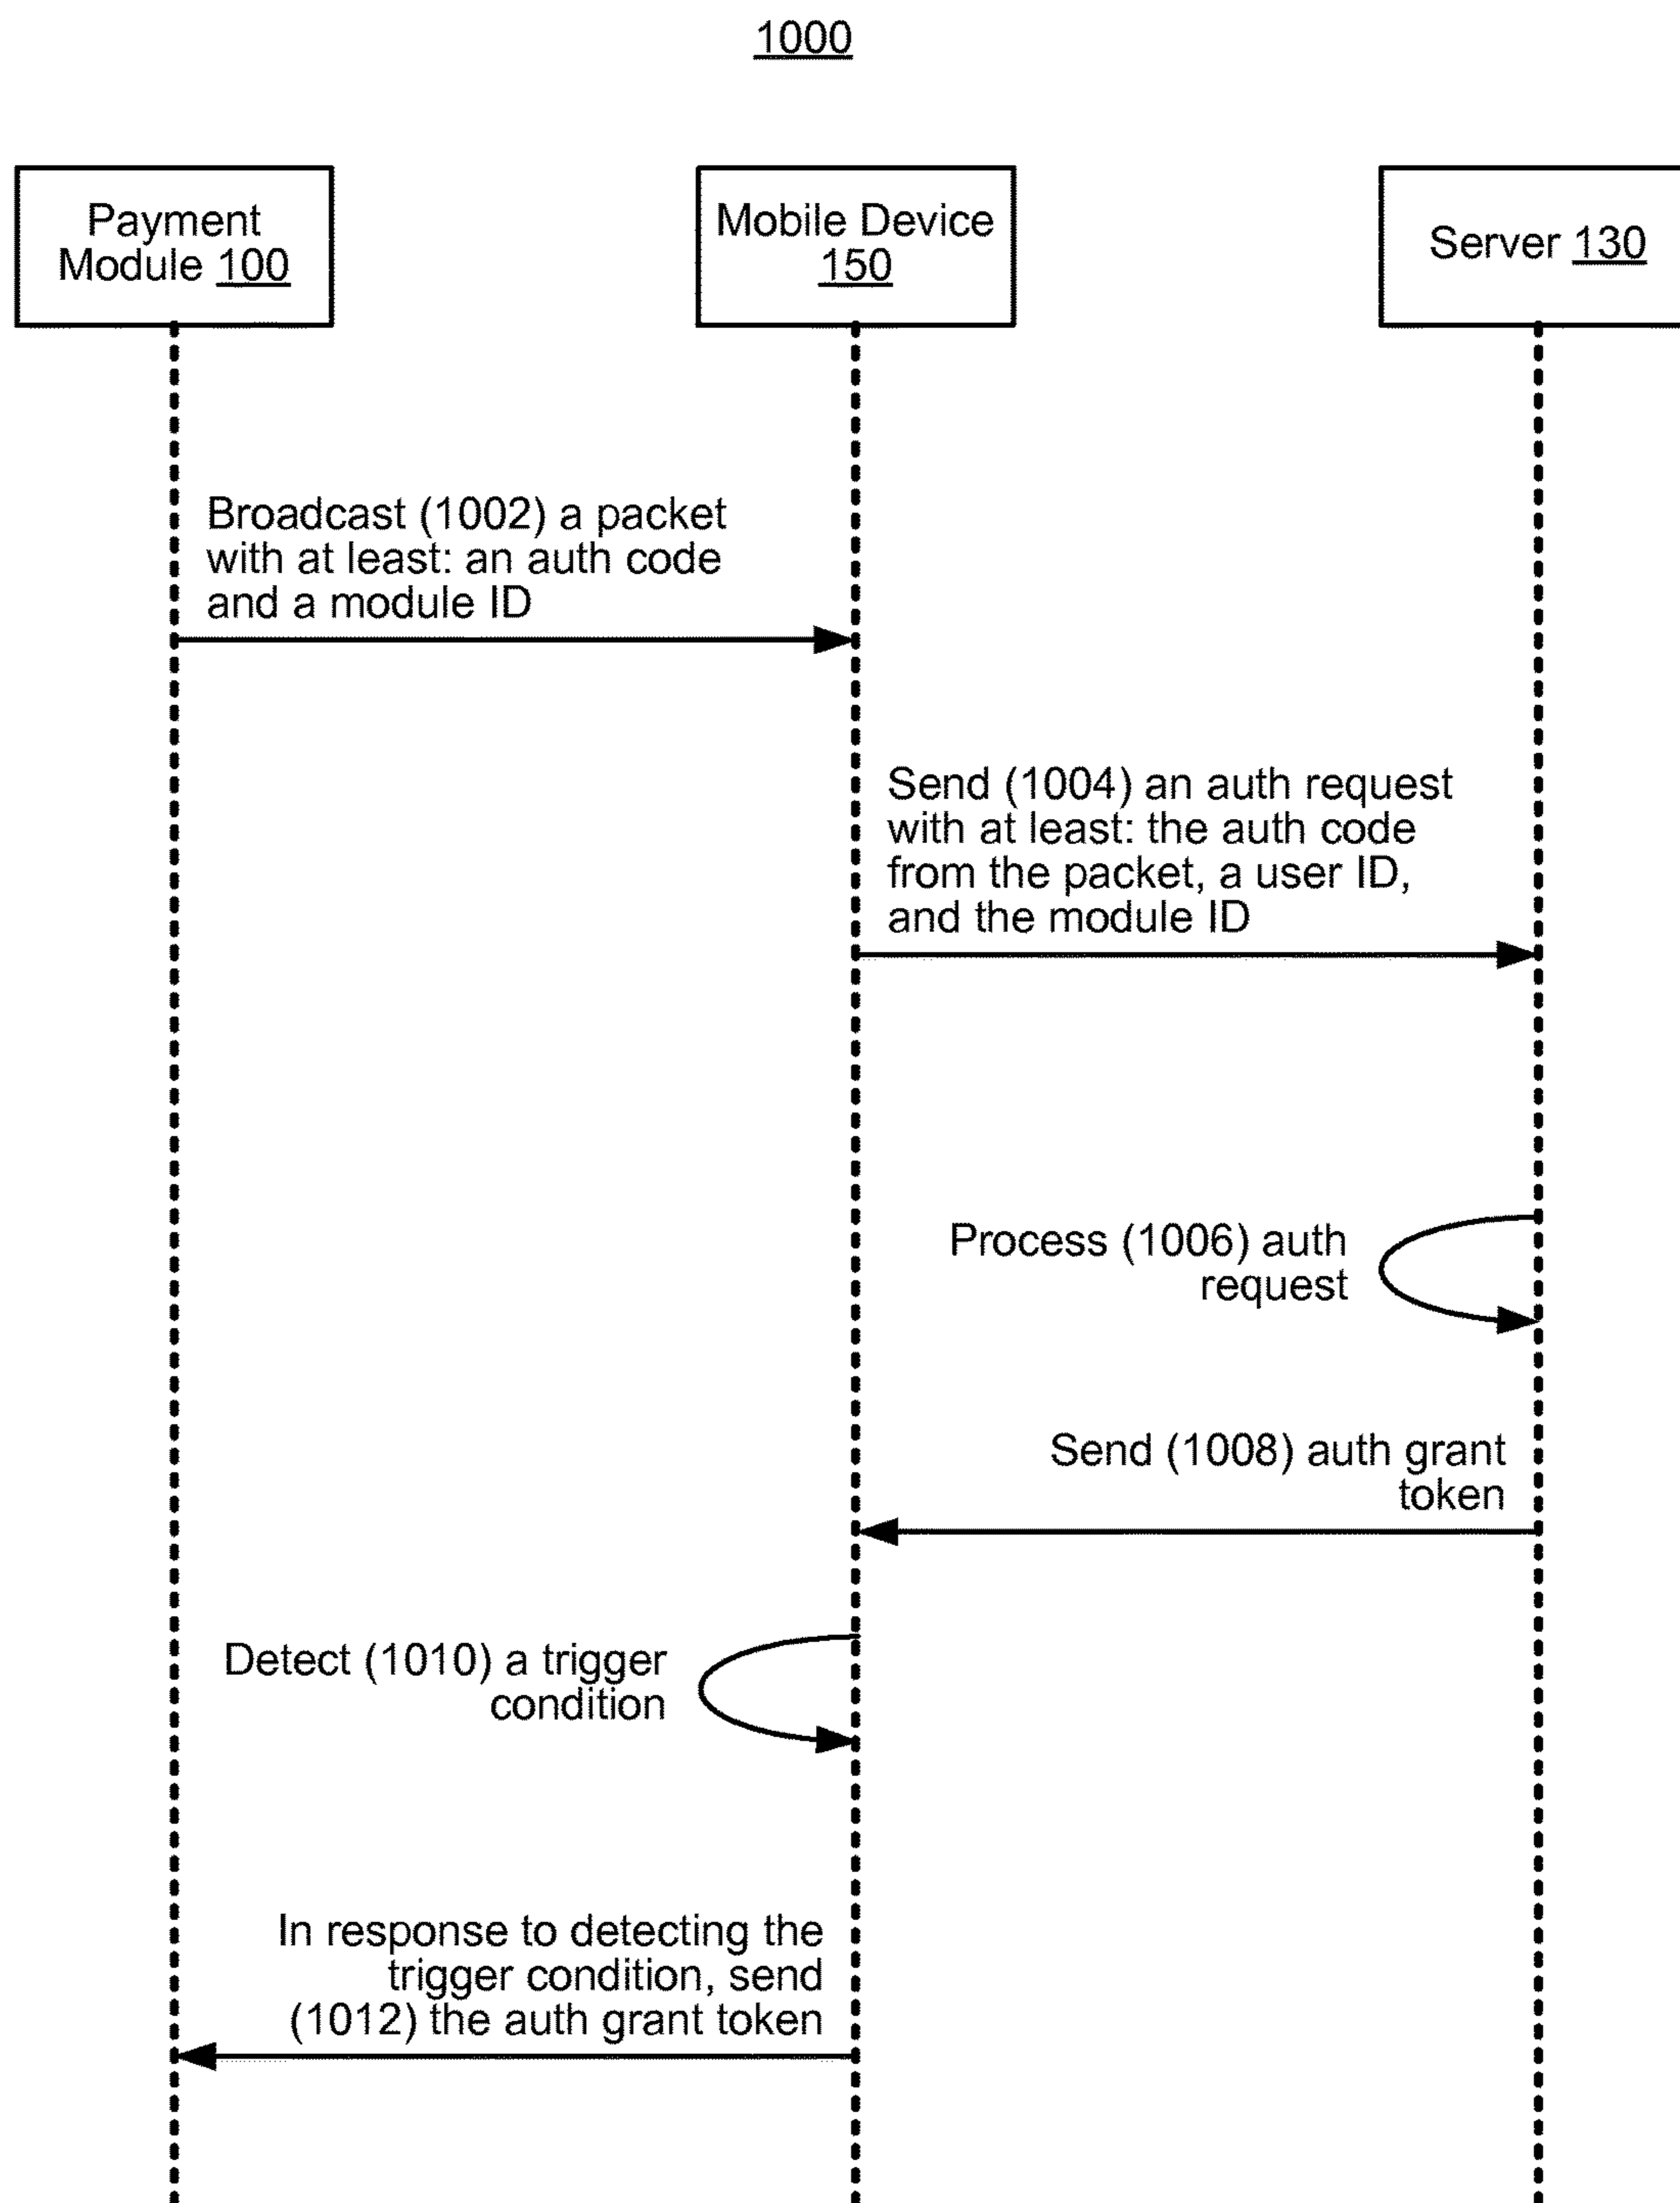 1000
Payment
Module 100
Mobile Device
150
Server 130
Broadcast (1002) a packet
with at least: an auth code
and a module ID
Send (1004) an auth request
with at least: the auth code
from the packet, a user ID,
and the module ID
Process (1006) auth
request
Send (1008) auth grant
token
Detect (1010) a trigger
condition
In response to detecting the
trigger condition, send
(1012) the auth grant token